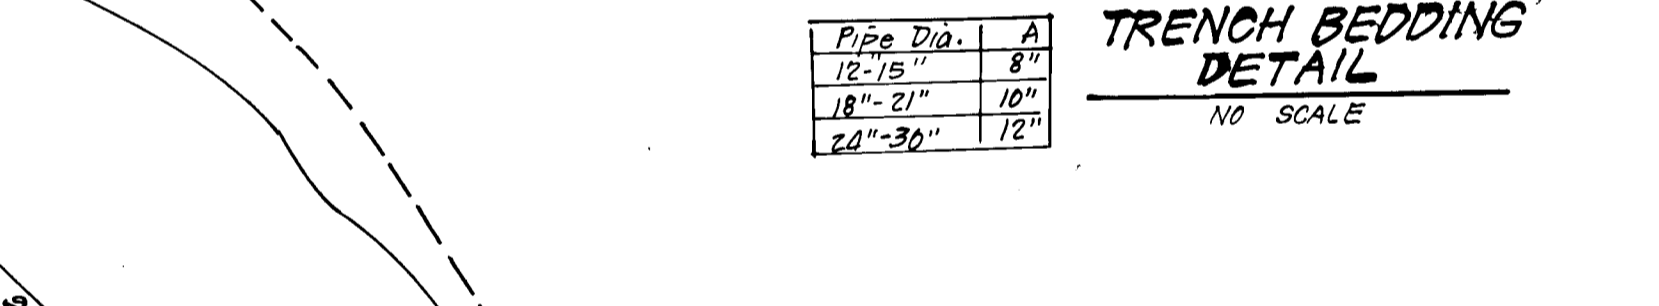 Pipe Dia. A
12-"15" 8"
18"-21" 10"
24"-30" 12"
TRENCH BEDDING
DETAIL
NO SCALE